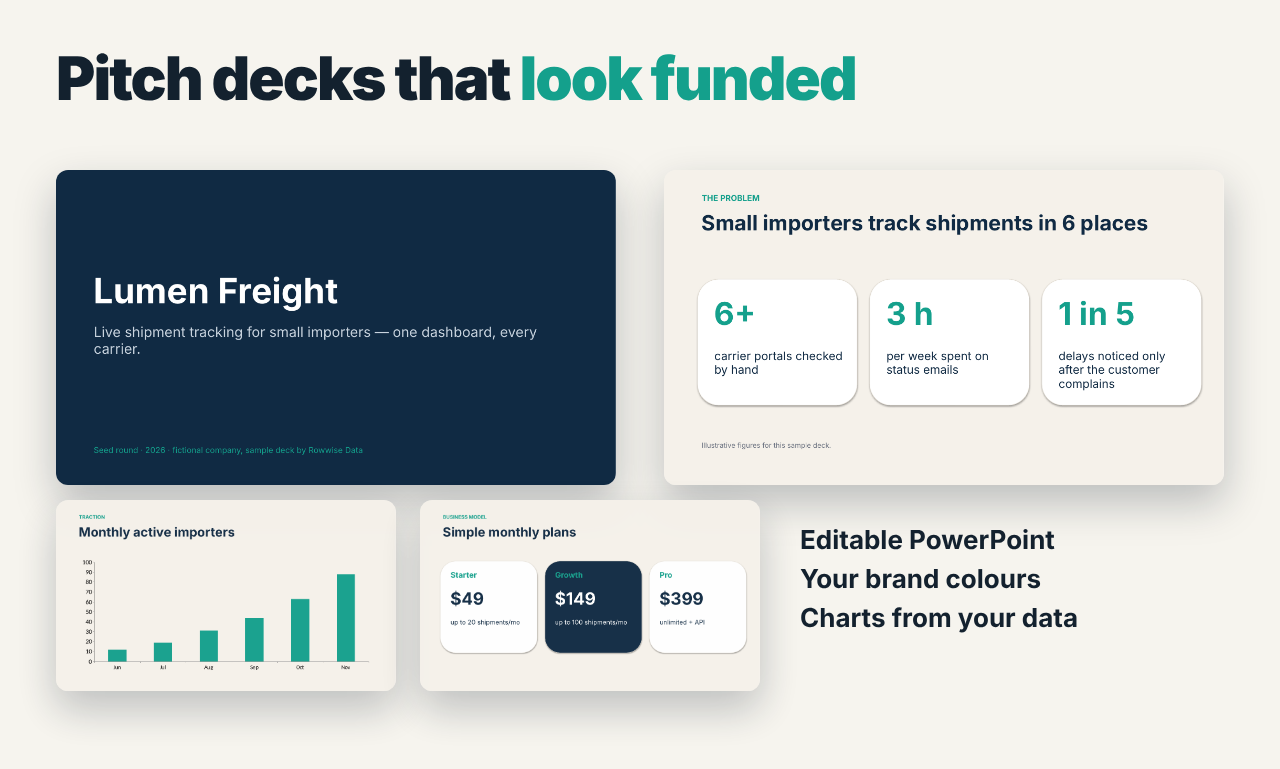 Pitch decks that look funded
Lumen Freight
Live shipment tracking for small importers — one dashboard, every
carrier.
Seed round · 2026 · fictional company, sample deck by Rowwise Data
THE PROBLEM
Small importers track shipments in 6 places
6+
carrier portals checked
by hand
3 h
per week spent on
status emails
1 in 5
delays noticed only
after the customer
complains
Illustrative figures for this sample deck.
TRACTION
Monthly active importers
100
90
80
70
60
50
40
30
20
10
0
Jun Jul Aug Sep Oct Nov
BUSINESS MODEL
Simple monthly plans
Starter
$49
up to 20 shipments/mo
Growth
$149
up to 100 shipments/mo
Pro
$399
unlimited + API
Editable PowerPoint
Your brand colours
Charts from your data